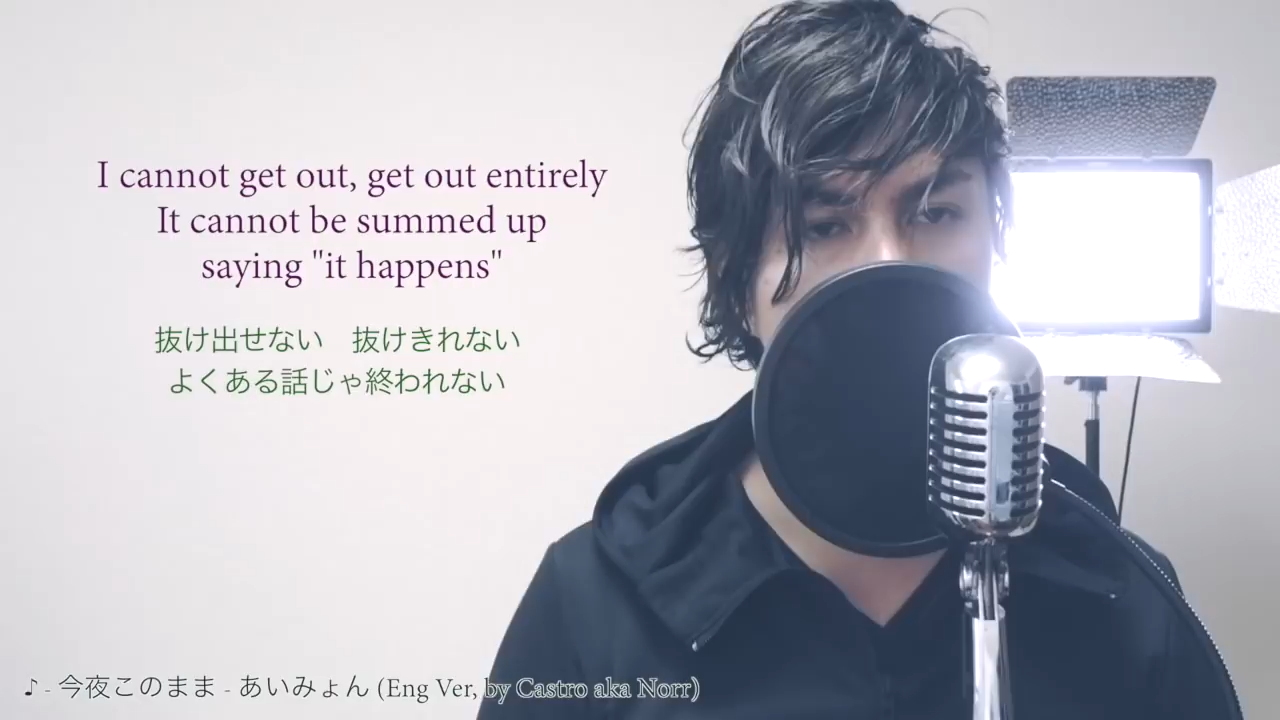 I cannot get out, get out entirely
It cannot be summed up
saying "it happens"
抜け出せない　抜けきれない
よくある話じゃ終われない
♪ - 今夜このまま - あいみょん (Eng Ver, by Castro aka Norr)